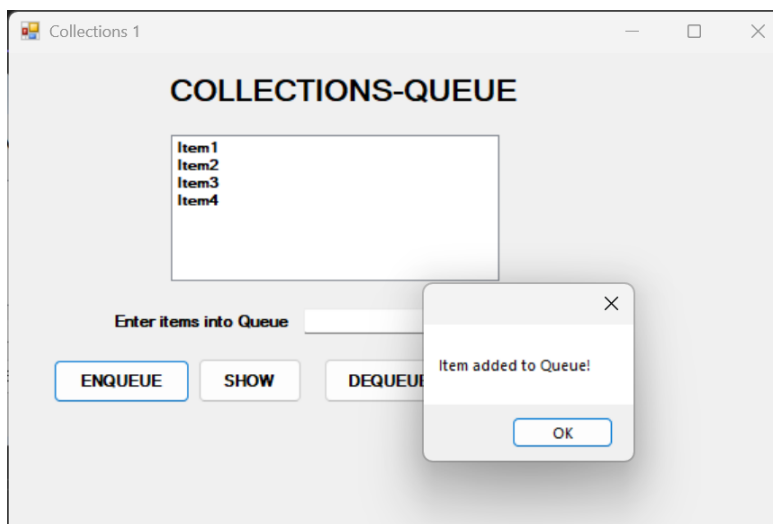 Collections 1
COLLECTIONS-QUEUE
Item1
Item2
Item3
Item4
Enter items into Queue
Item added to Queue!
ENQUEUE SHOW DEQUEUE
OK